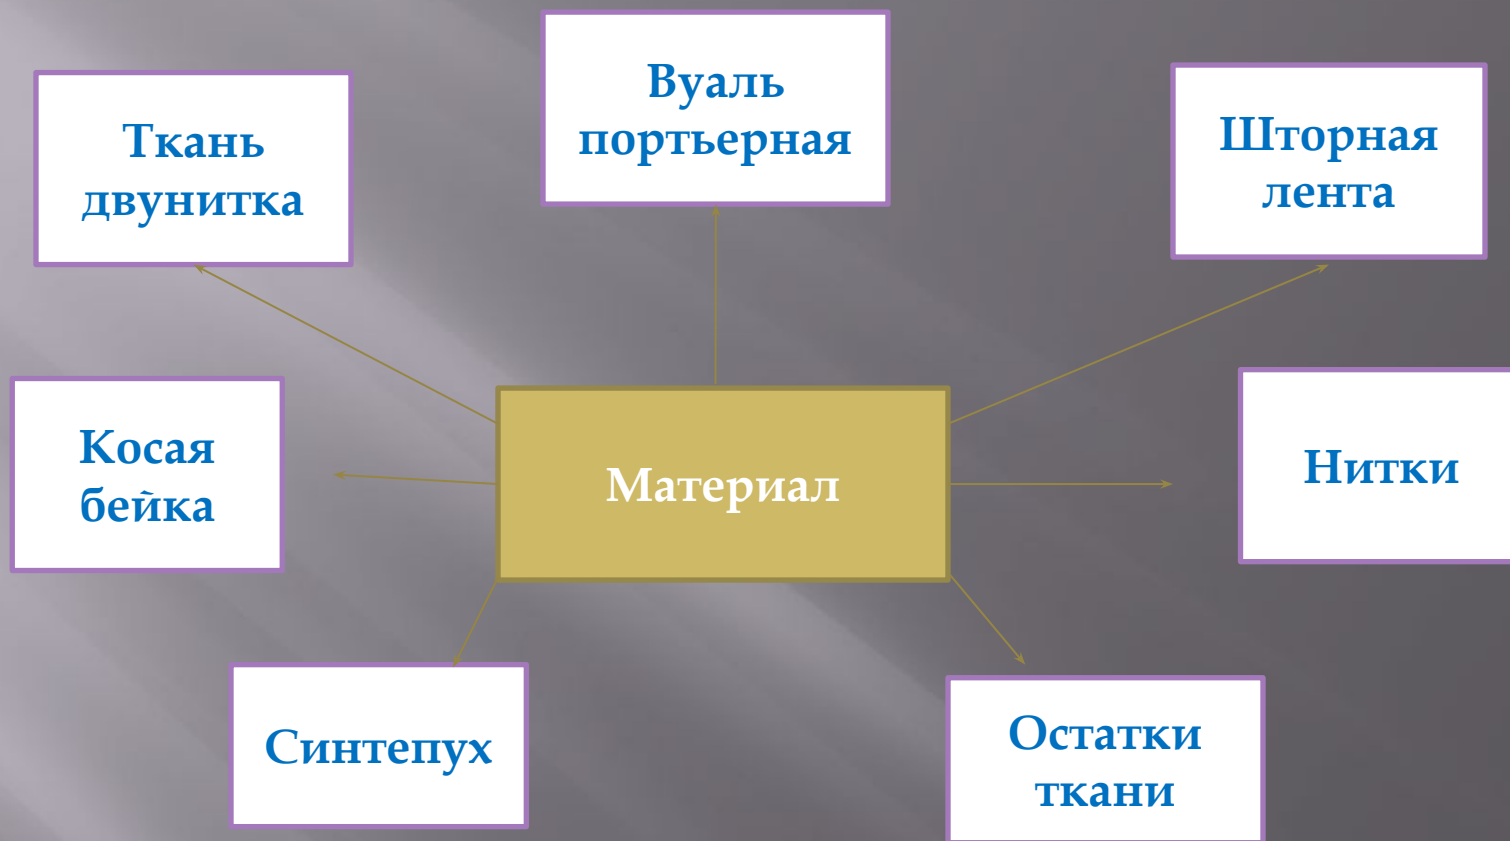 Вуаль
портьерная
Ткань
двунитка
Шторная
лента
Косая
бейка
Материал
Нитки
Синтепух
Остатки
ткани